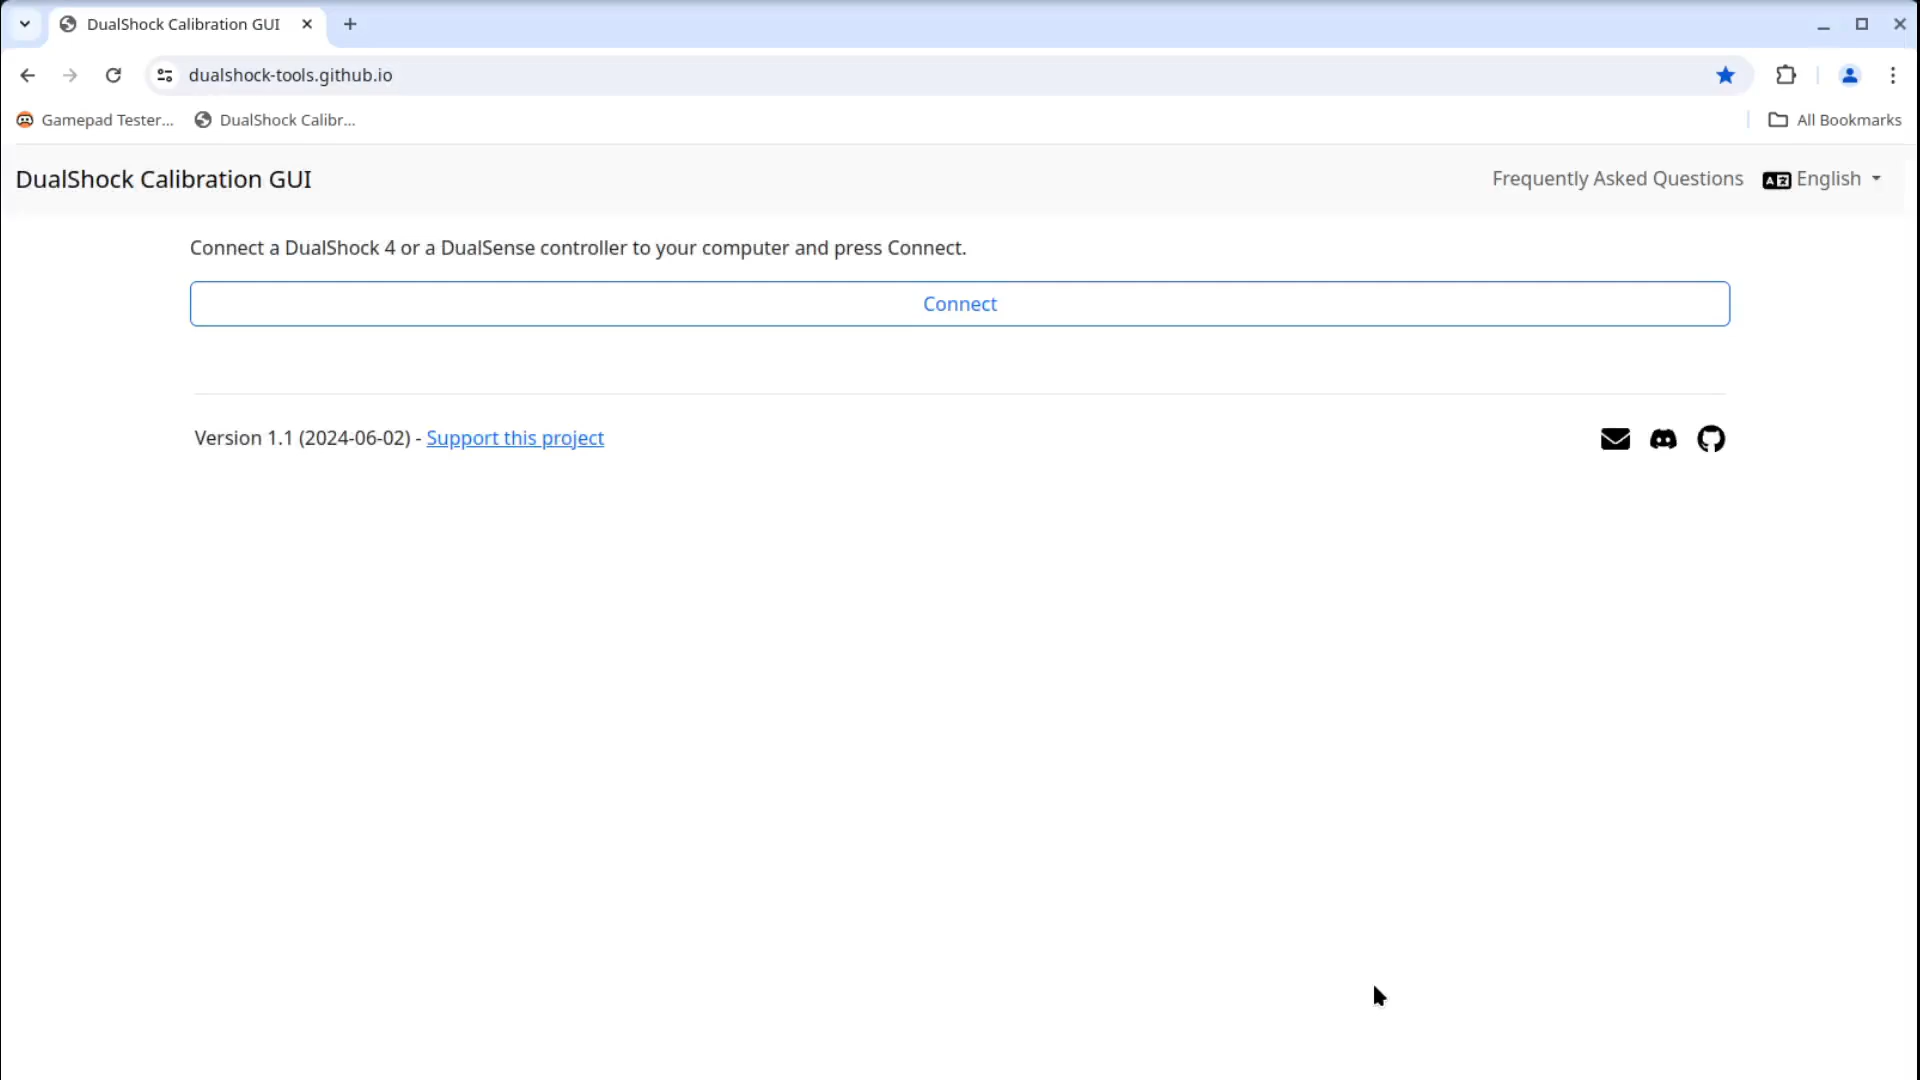 DualShock Calibration GUI
dualshock-tools.github.io
Gamepad Tester... DualShock Calibr... All Bookmarks
DualShock Calibration GUI Frequently Asked Questions English
Connect a DualShock 4 or a DualSense controller to your computer and press Connect.
Connect
Version 1.1 (2024-06-02) - Support this project